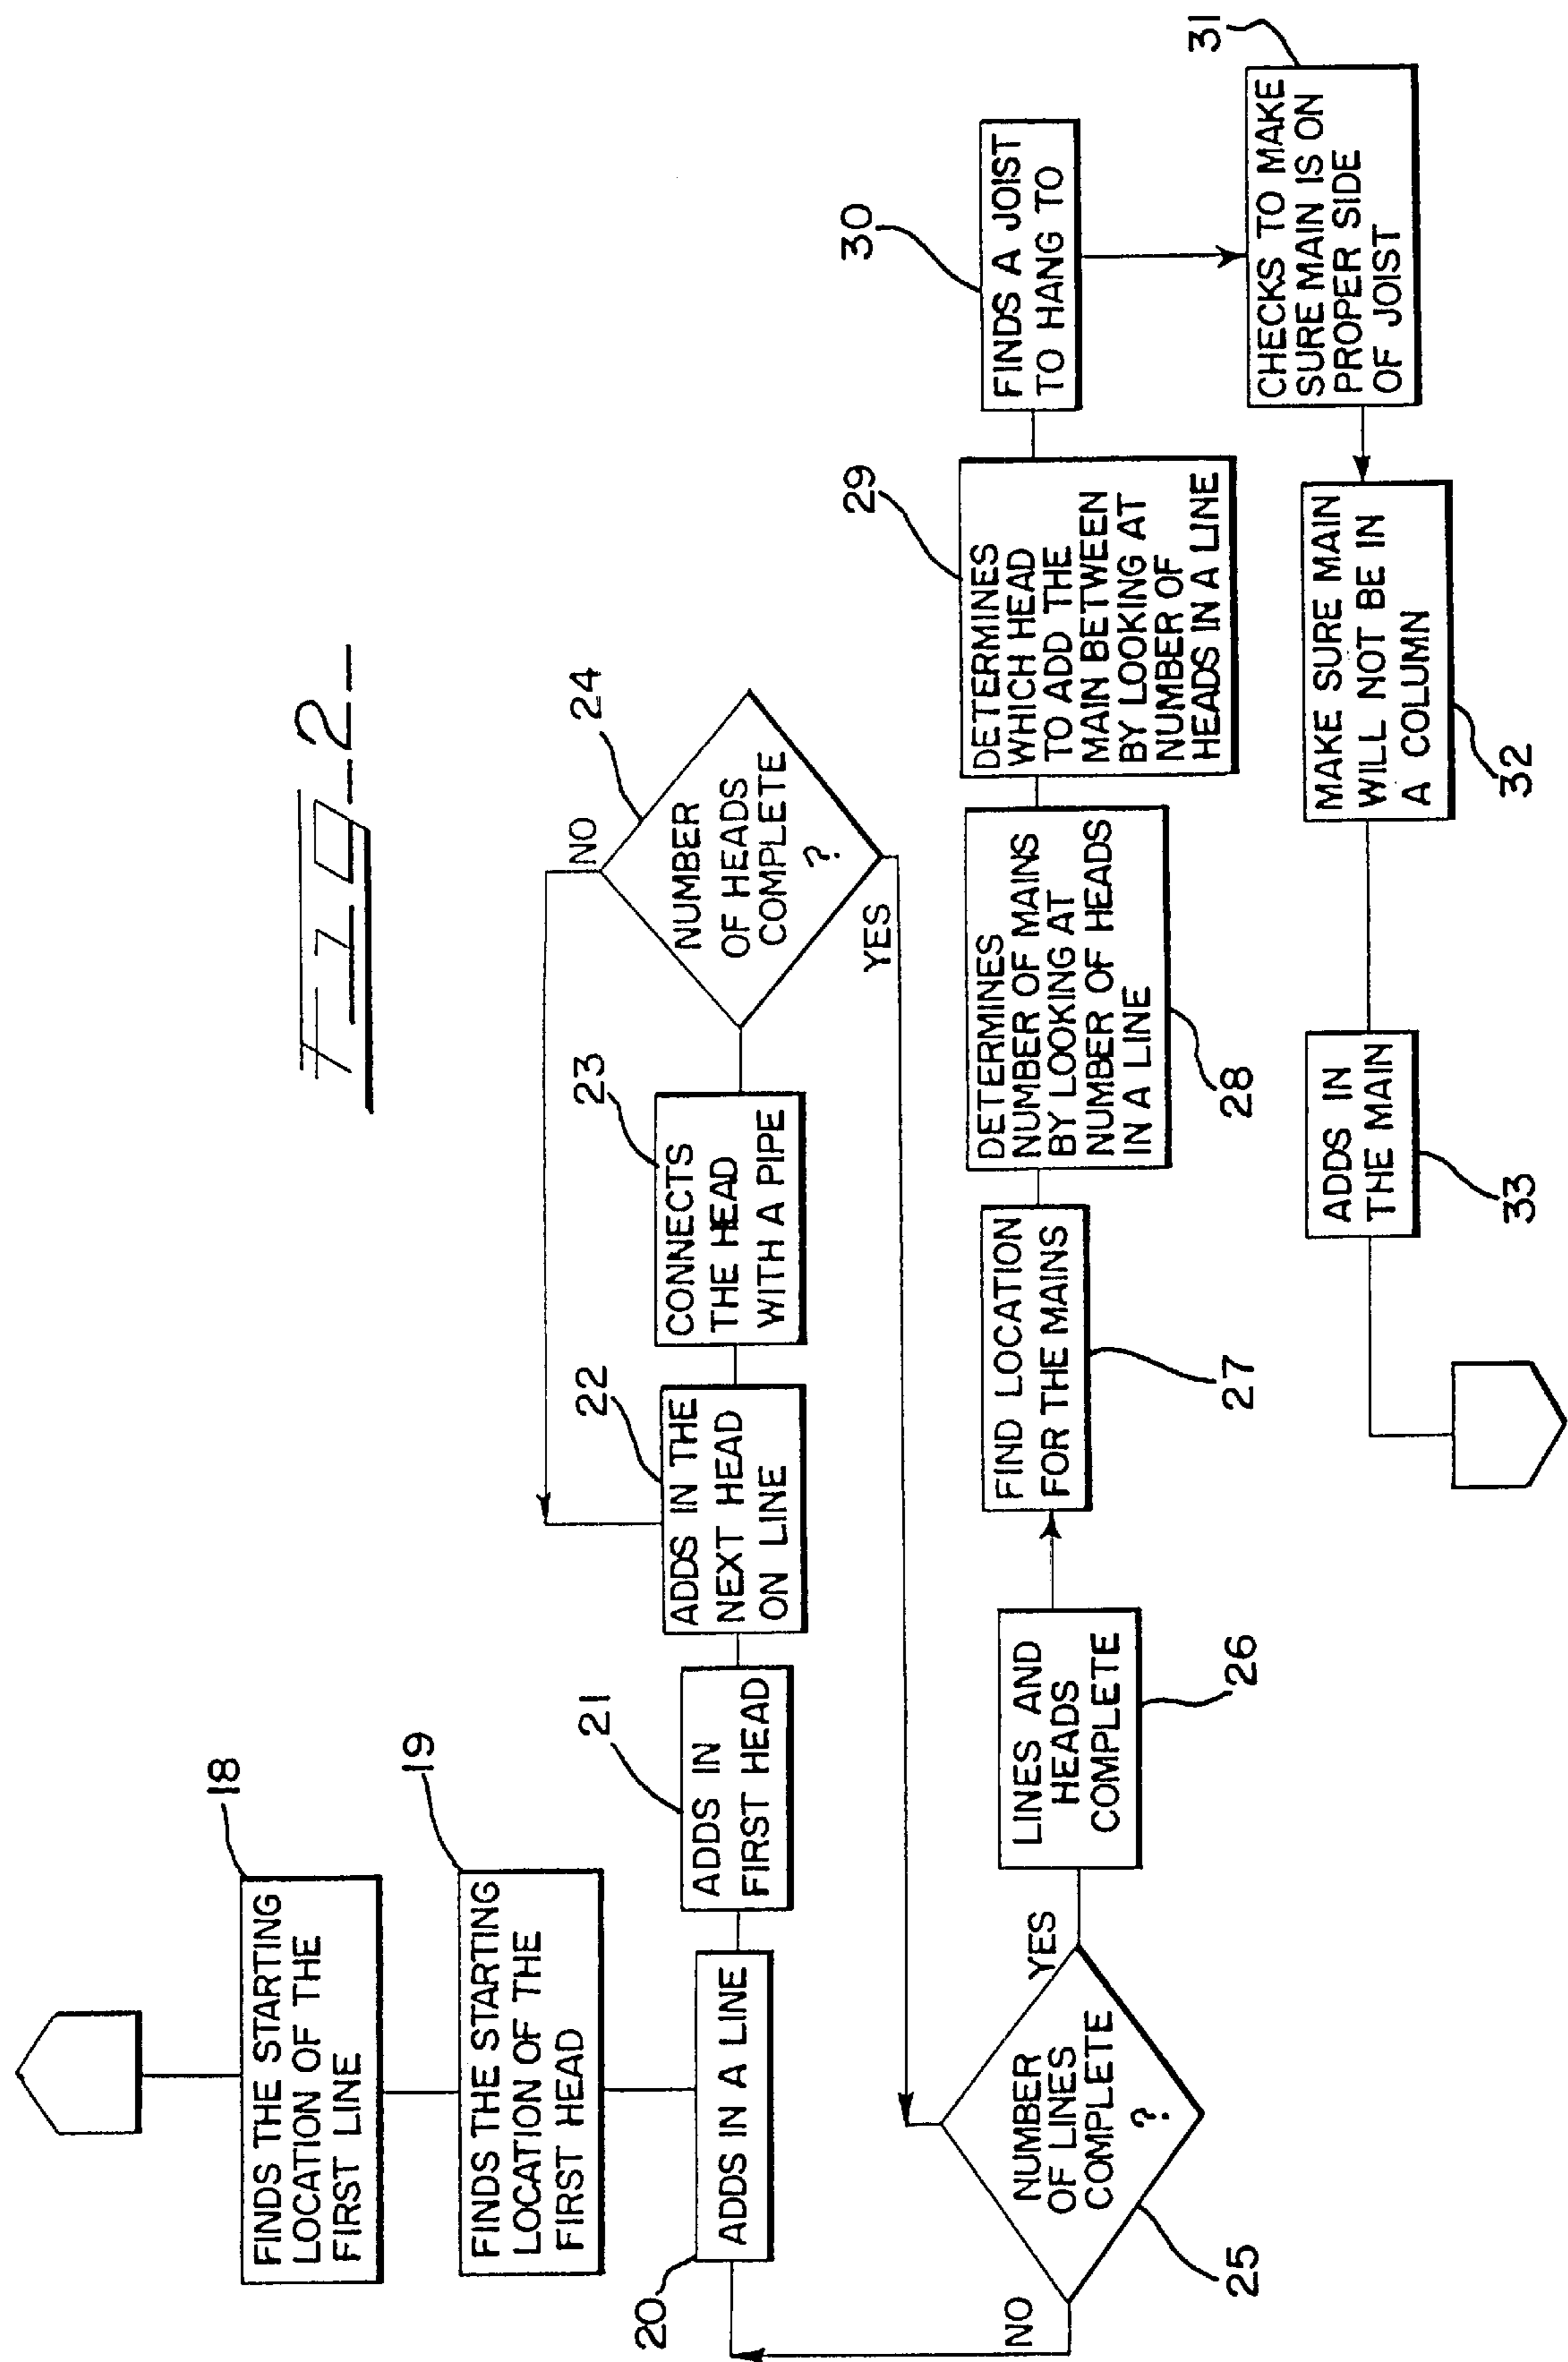 FIG-2-
18
FINDS THE STARTING
LOCATION OF THE
FIRST LINE
19
FINDS THE STARTING
LOCATION OF THE
FIRST HEAD
20
ADDS IN A LINE
21
ADDS IN
FIRST HEAD
22
ADDS IN THE
NEXT HEAD
ON LINE
23
CONNECTS
THE HEAD
WITH A PIPE
24
NUMBER
OF HEADS
COMPLETE
?
NO
YES
25
NUMBER
OF LINES
COMPLETE
?
NO
YES
26
LINES AND
HEADS
COMPLETE
27
FIND LOCATION
FOR THE MAINS
28
DETERMINES
NUMBER OF MAINS
BY LOOKING AT
NUMBER OF HEADS
IN A LINE
29
DETERMINES
WHICH HEAD
TO ADD THE
MAIN BETWEEN
BY LOOKING AT
NUMBER OF
HEADS IN A LINE
30
FINDS A JOIST
TO HANG TO
31
CHECKS TO MAKE
SURE MAIN IS ON
PROPER SIDE
OF JOIST
32
MAKE SURE MAIN
WILL NOT BE IN
A COLUMN
33
ADDS IN
THE MAIN